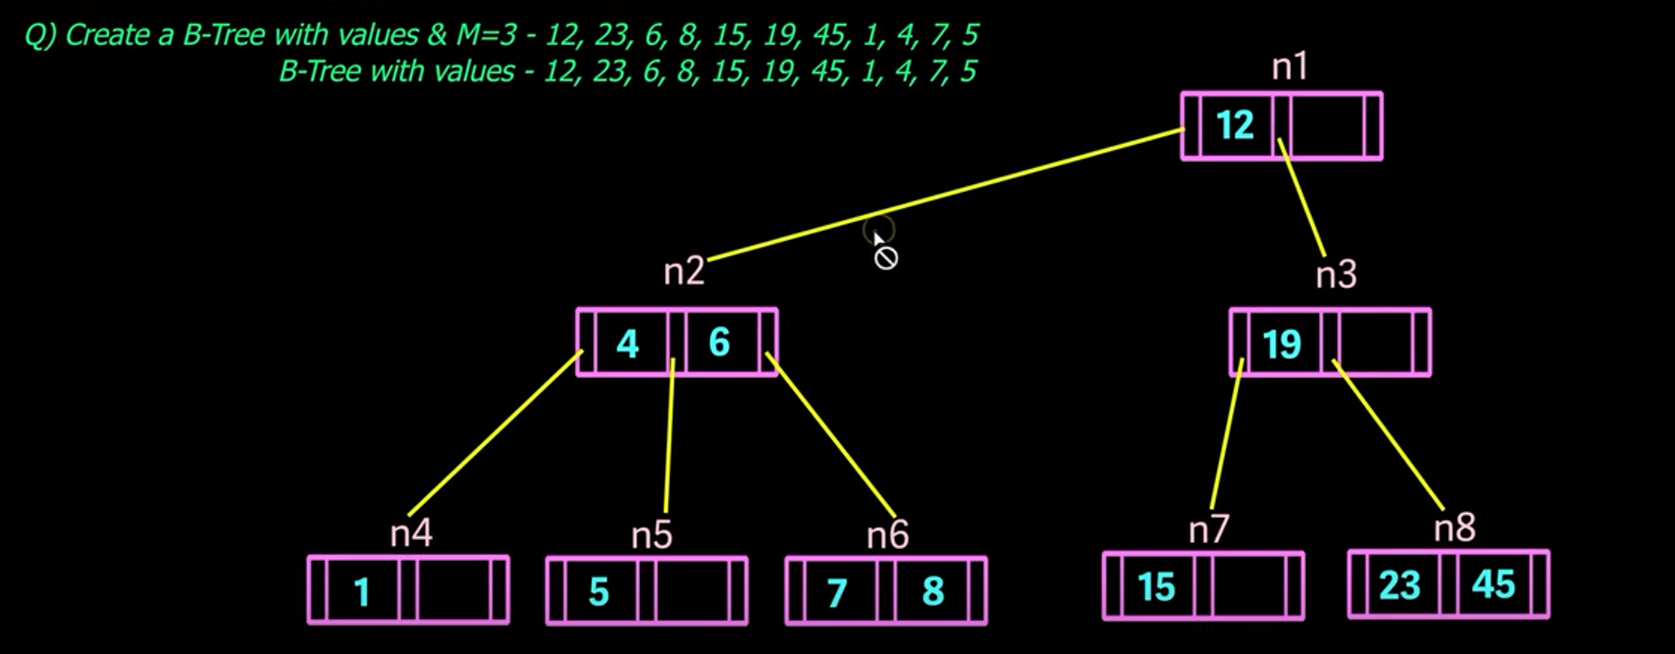 Q) Create a B-Tree with values & M=3 - 12, 23, 6, 8, 15, 19, 45, 1, 4, 7, 5
B-Tree with values - 12, 23, 6, 8, 15, 19, 45, 1, 4, 7, 5
n1
12
n2
n3
4 6
19
n4 n5 n6 n7 n8
1 5 7 8 15 23 45